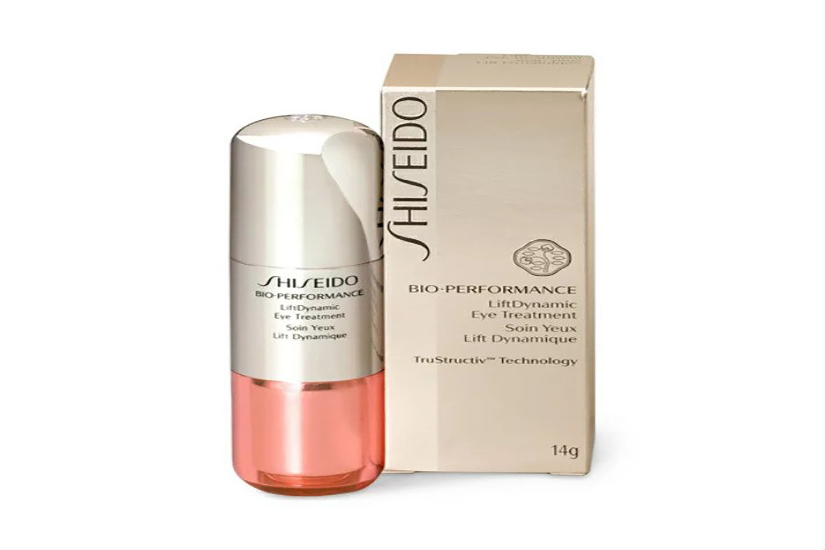 SHISEIDO
BIO-PERFORMANCE
LiftDynamic
Eye Treatment
Soin Yeux
Lift Dynamique
SHISEIDO
BIO-PERFORMANCE
LiftDynamic
Eye Treatment
Soin Yeux
Lift Dynamique
TruStructiv™ Technology
14g